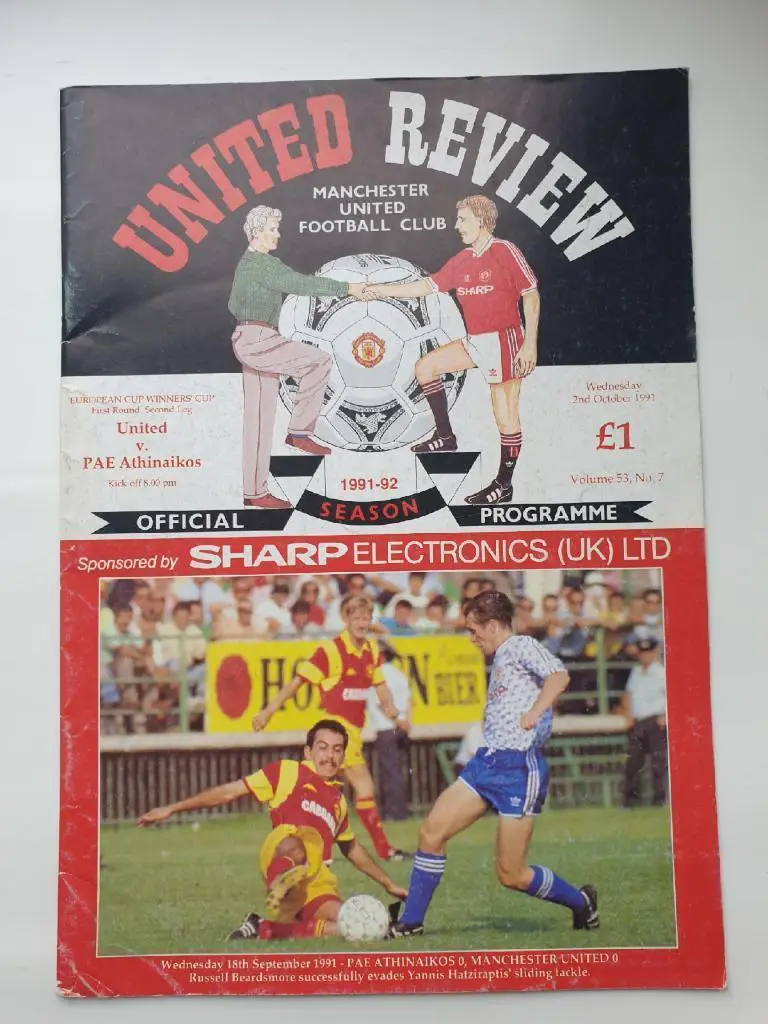 UNITED REVIEW
MANCHESTER
UNITED
FOOTBALL CLUB
SHARP
EUROPEAN CUP WINNERS' CUP
First Round, Second Leg
United
v.
PAE Athinaikos
Kick off 8.00 pm
Wednesday
2nd October 1991
£1
Volume 53, No. 7
1991-92
OFFICIAL SEASON PROGRAMME
Sponsored by SHARP ELECTRONICS (UK) LTD
BIER
Wednesday 18th September 1991 - PAE ATHINAIKOS 0, MANCHESTER UNITED 0
Russell Beardsmore successfully evades Yannis Hatziraptis' sliding tackle.